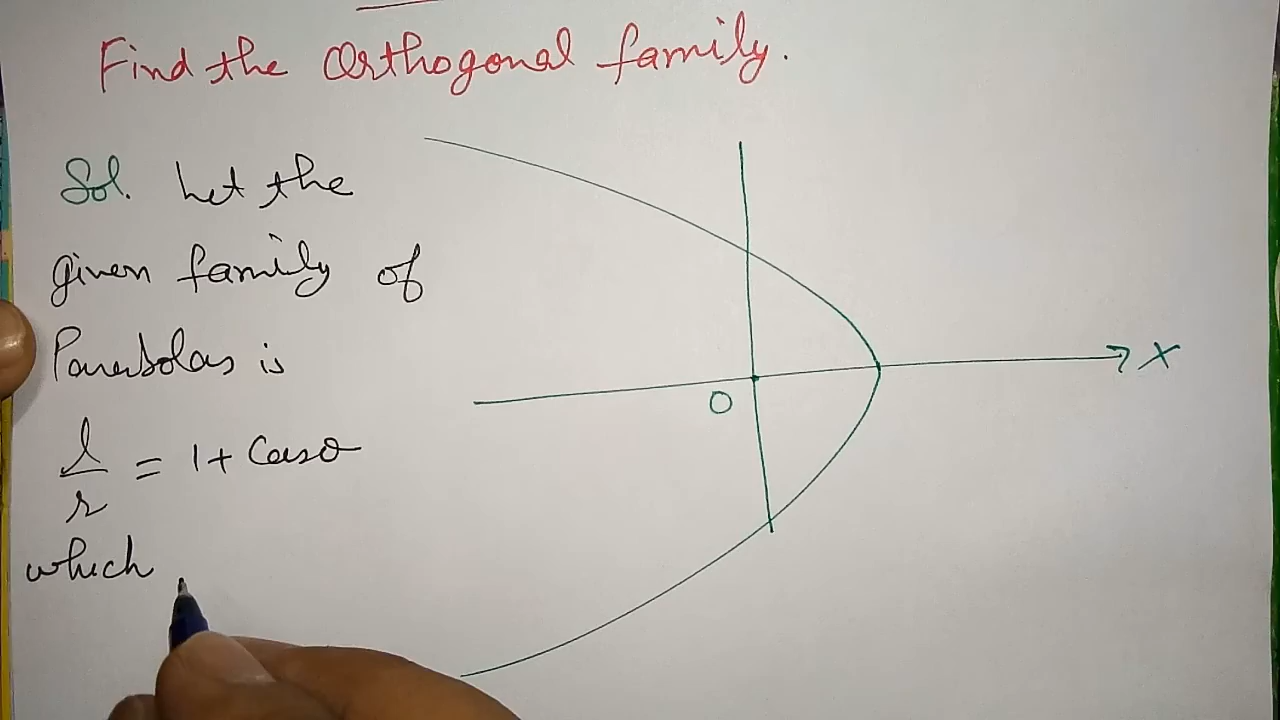 Find the Orthogonal family.
Sol. Let the
given family of
Parabolas is
l/r = 1 + Cosθ
which
O
X